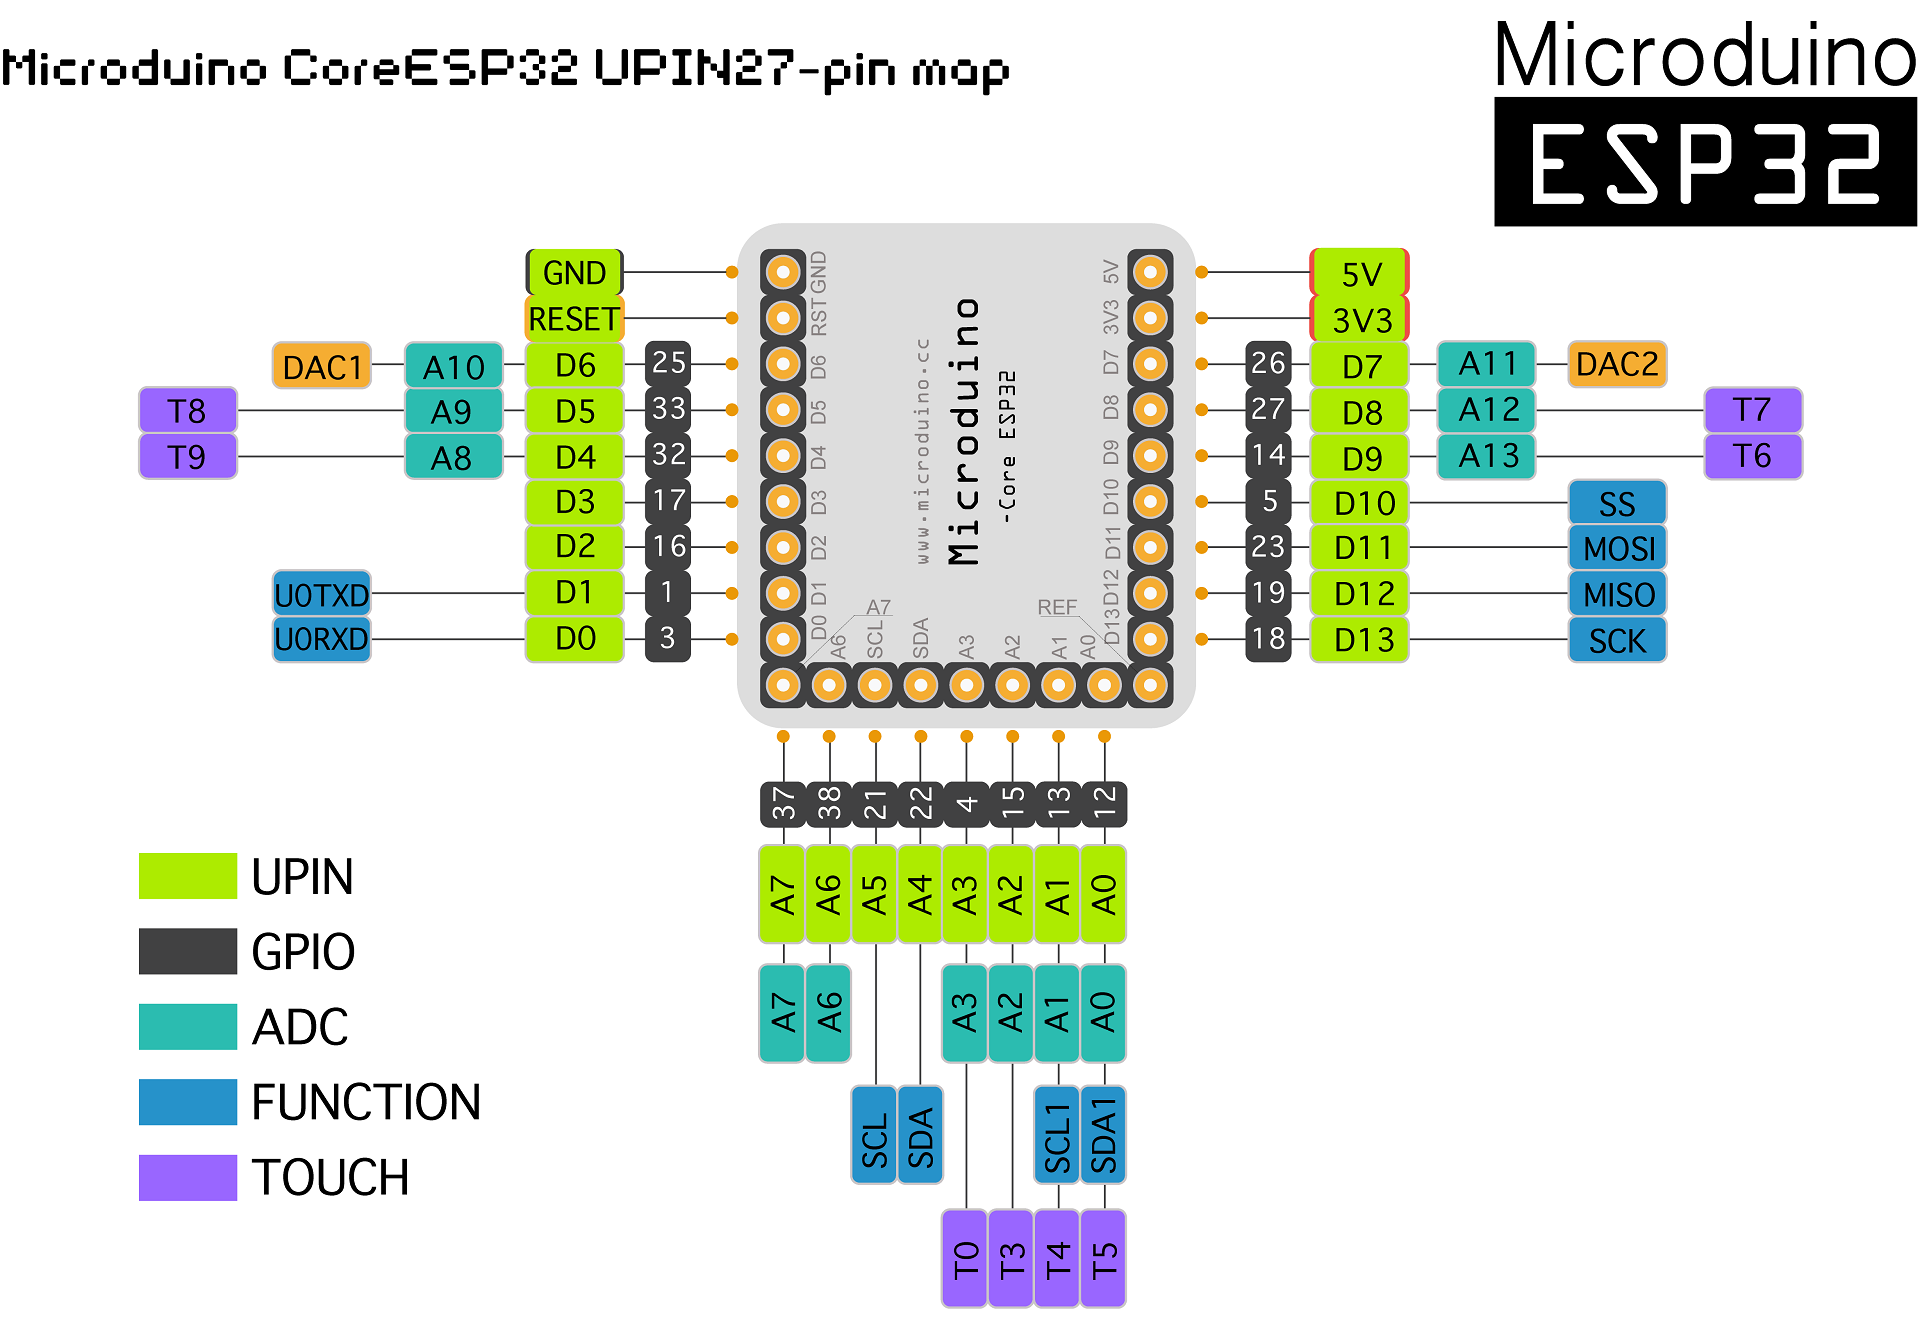 Microduino CoreESP32 UPIN27-pin map
Microduino
ESP32
GND
RESET
DAC1 A10 D6 25
T8 A9 D5 33
T9 A8 D4 32
D3 17
D2 16
U0TXD D1 1
U0RXD D0 3
GND
RST
D6
D5
D4
D3
D2
D1
D0
A7
A6
SCL
SDA
A3
A2
A1
A0
REF
www.microduino.cc
Microduino
-Core ESP32
5V
3V3
D7
D8
D9
D10
D11
D12
D13
5V
3V3
26 D7 A11 DAC2
27 D8 A12 T7
14 D9 A13 T6
5 D10 SS
23 D11 MOSI
19 D12 MISO
18 D13 SCK
37 38 21 22 4 15 13 12
A7 A6 A5 A4 A3 A2 A1 A0
A7 A6 A3 A2 A1 A0
SCL SDA SCL1 SDA1
T0 T3 T4 T5
UPIN
GPIO
ADC
FUNCTION
TOUCH